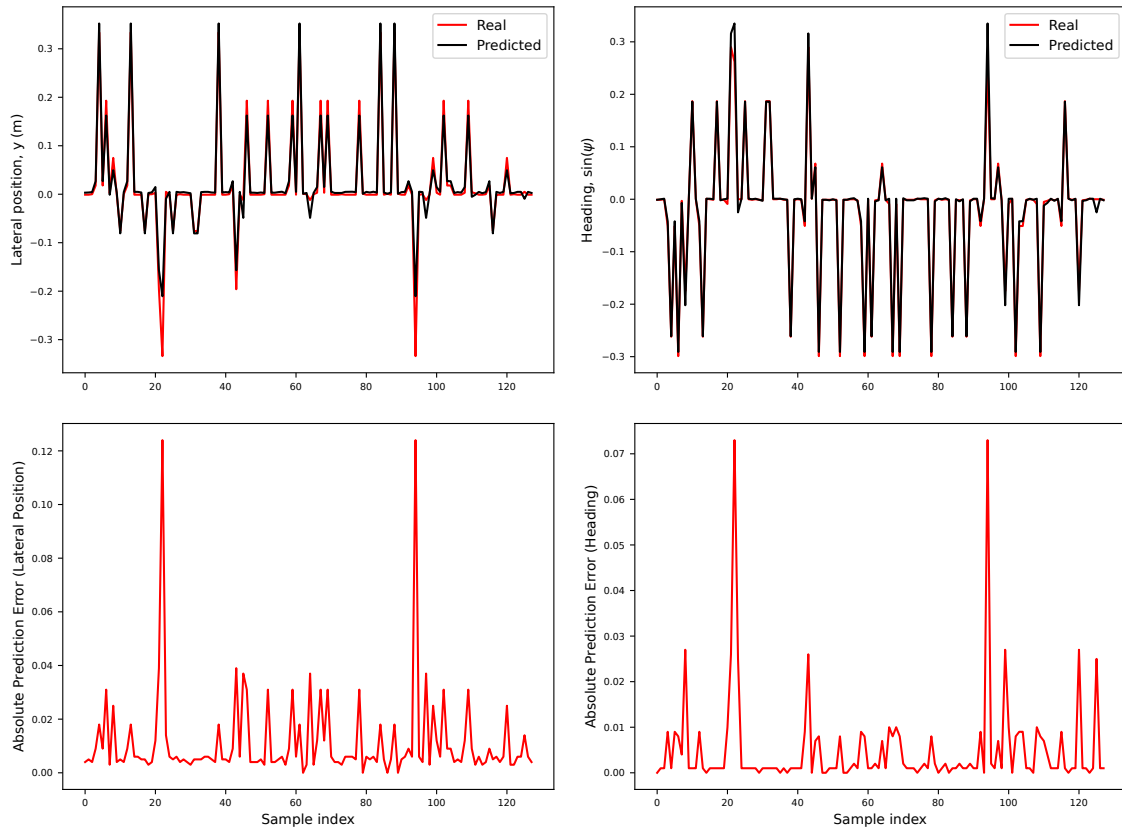 Lateral position, y (m)
0.3
0.2
0.1
0.0
−0.1
−0.2
−0.3
0 20 40 60 80 100 120
Real
Predicted
Heading, sin(ψ)
0.3
0.2
0.1
0.0
−0.1
−0.2
−0.3
0 20 40 60 80 100 120
Real
Predicted
Absolute Prediction Error (Lateral Position)
0.12
0.10
0.08
0.06
0.04
0.02
0.00
0 20 40 60 80 100 120
Sample index
Absolute Prediction Error (Heading)
0.07
0.06
0.05
0.04
0.03
0.02
0.01
0.00
0 20 40 60 80 100 120
Sample index